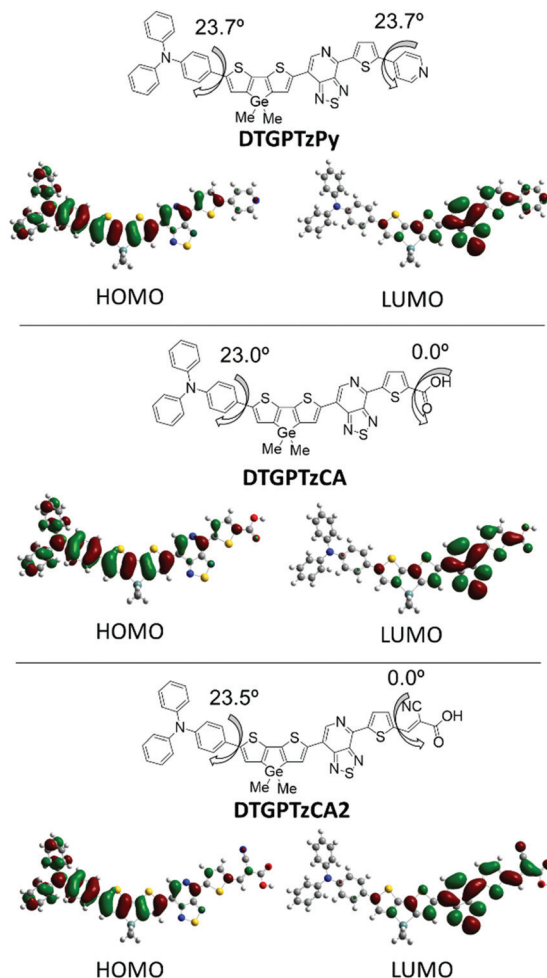 23.7º 23.7º
N S S N S N
Ge N S N
Me Me
DTGPTzPy
HOMO LUMO
23.0º 0.0º
N S S N S OH
O
Ge N S N
Me Me
DTGPTzCA
HOMO LUMO
23.5º 0.0º
NC
N S S N S OH
O
Ge N S N
Me Me
DTGPTzCA2
HOMO LUMO